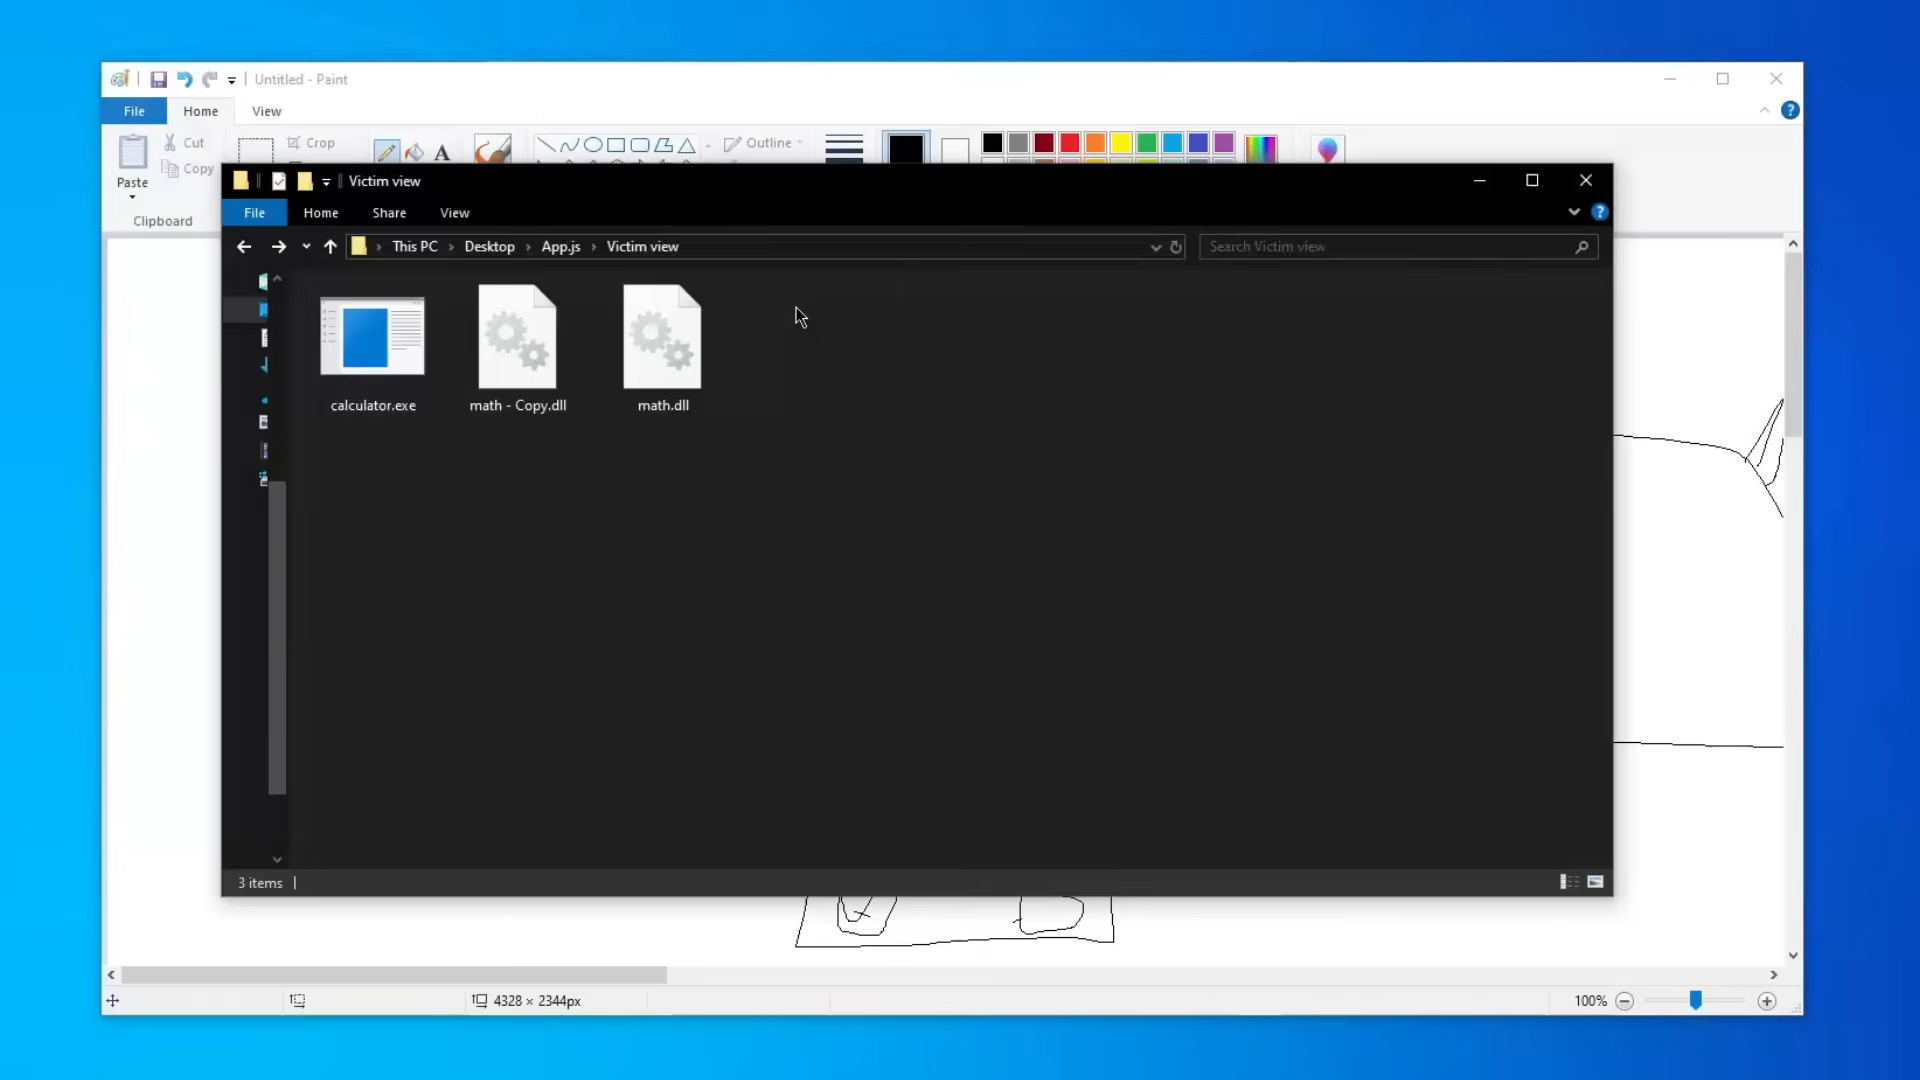 Untitled - Paint
File Home View
Cut Crop Outline
Copy
Paste
Clipboard
Victim view
File Home Share View
This PC Desktop App.js Victim view Search Victim view
calculator.exe math - Copy.dll math.dll
3 items
4328 × 2344px 100%